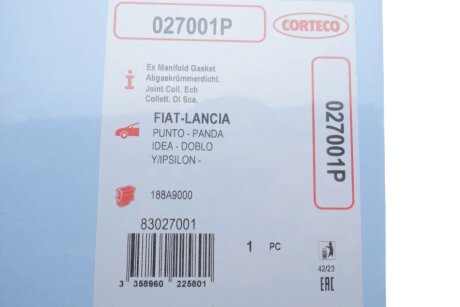 027001P
CORTECO
Ex Manifold Gasket
Abgaskrümmerdicht.
Joint Coll. Ech
Collett. Di Sca.
FIAT-LANCIA
PUNTO - PANDA
IDEA - DOBLO
Y/IPSILON -
027001P
188A9000
83027001
1 PC
3 358960 225801
42/23
EAC